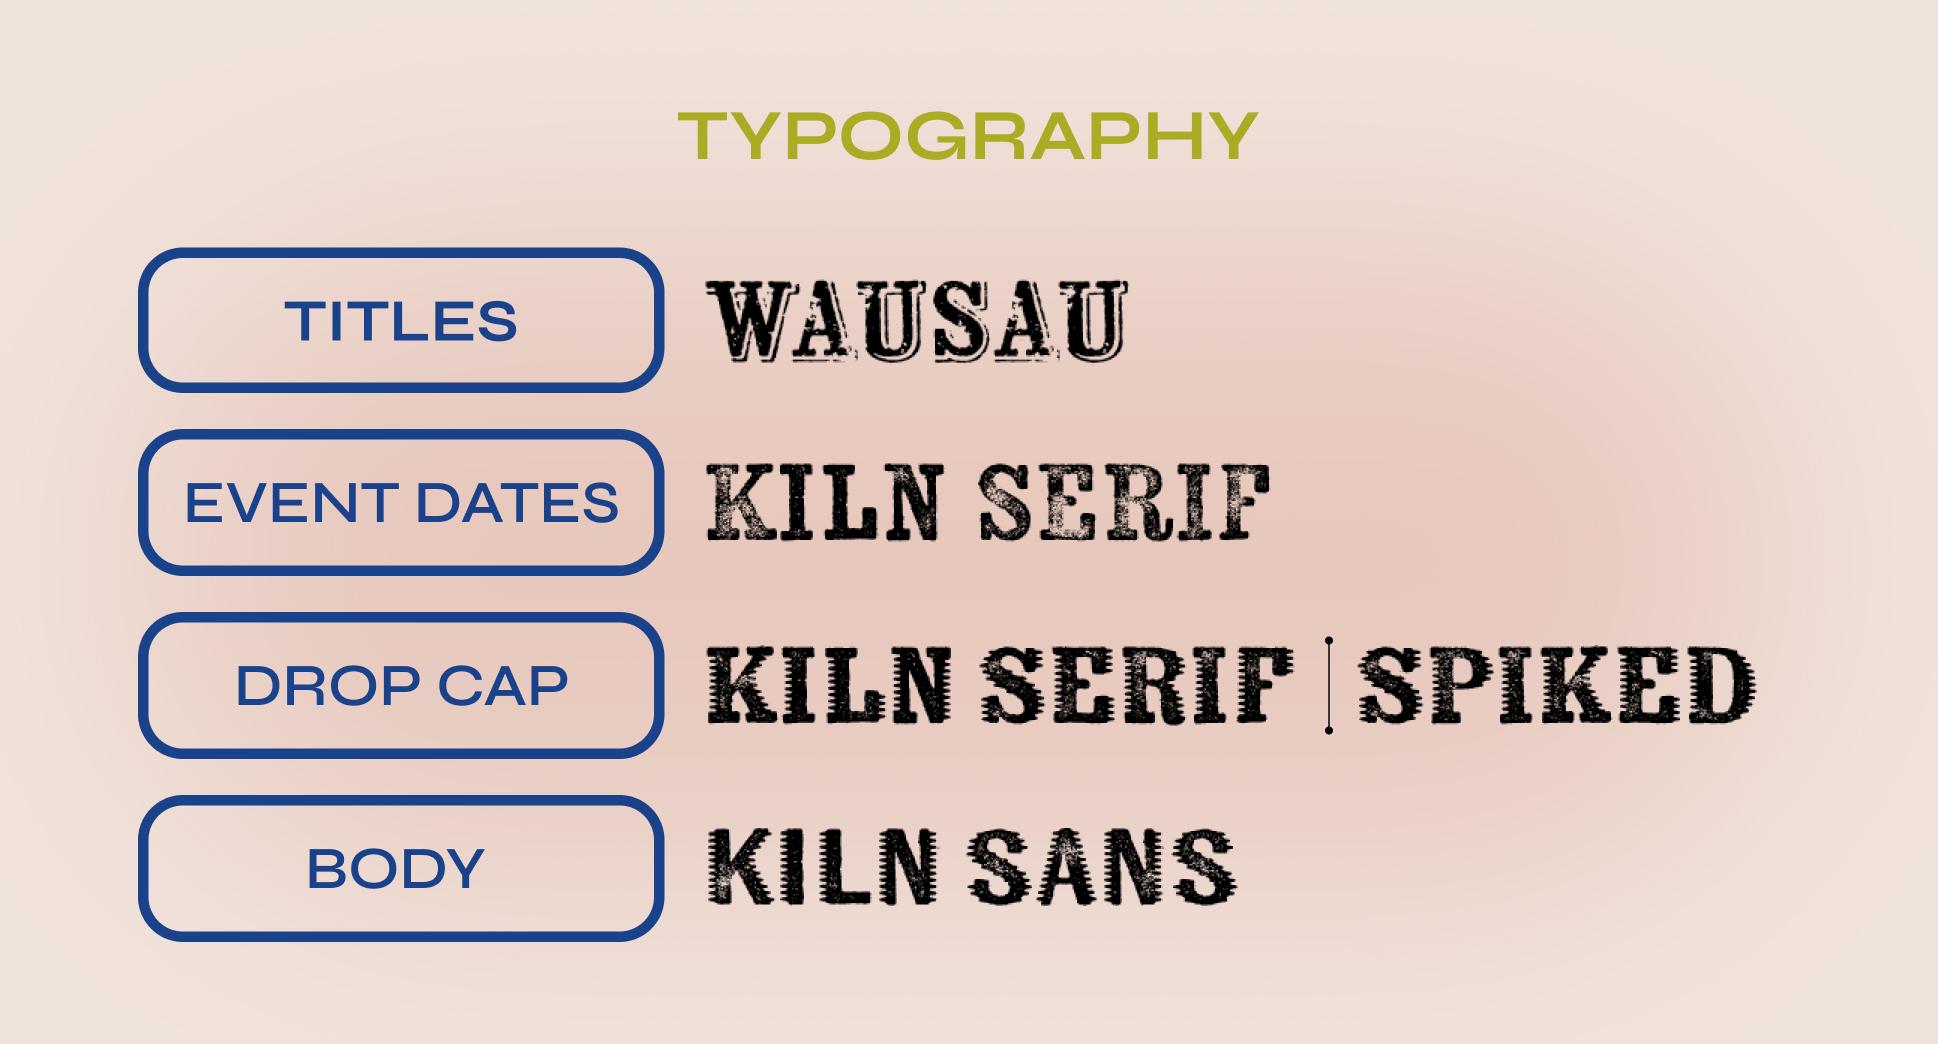 TYPOGRAPHY
TITLES WAUSAU
EVENT DATES KILN SERIF
DROP CAP KILN SERIF | SPIKED
BODY KILN SANS